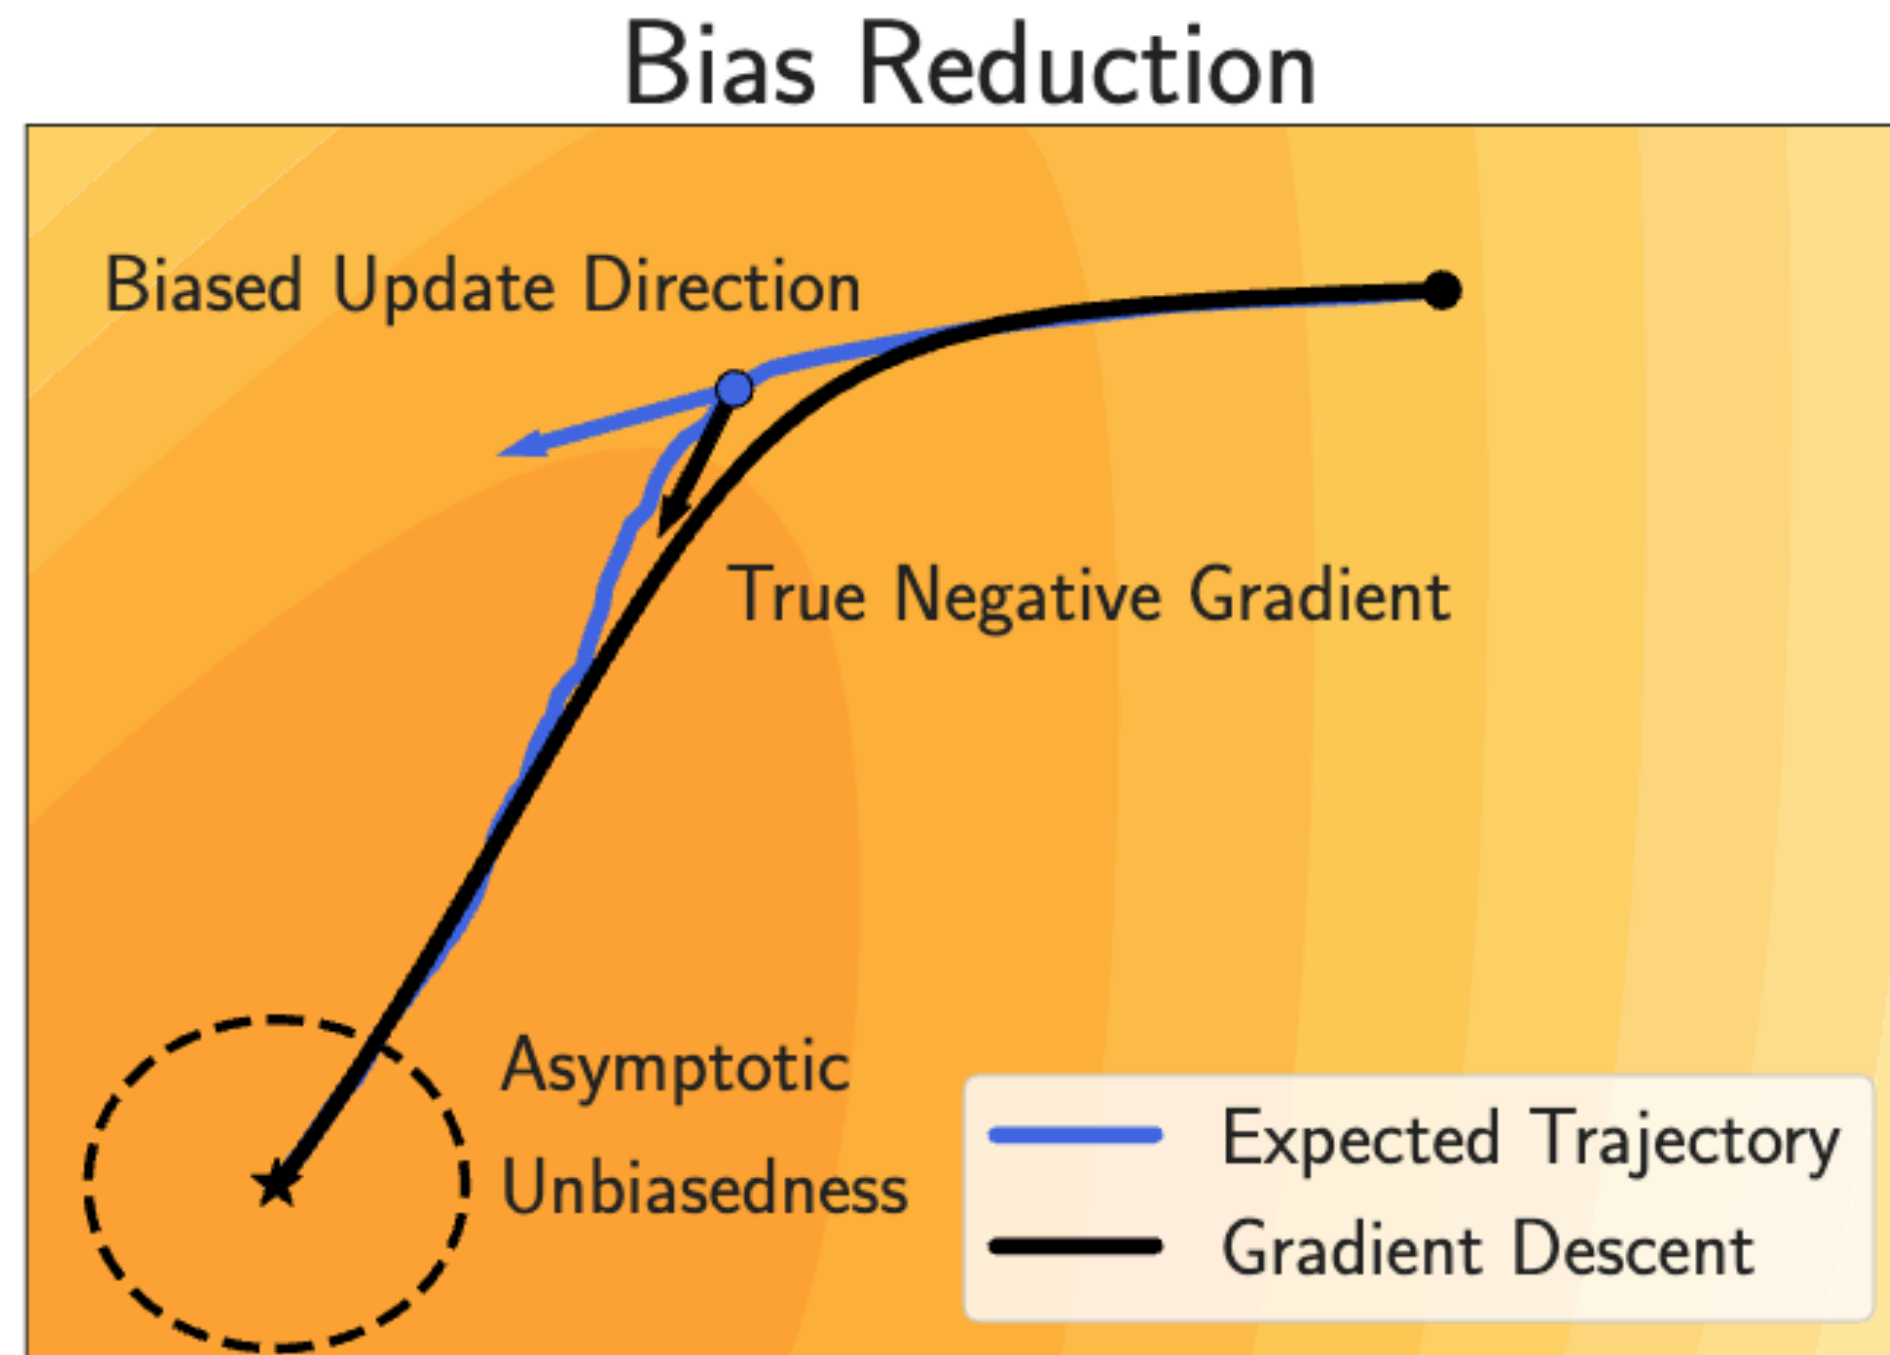 Bias Reduction
Biased Update Direction
True Negative Gradient
Asymptotic
Unbiasedness
Expected Trajectory
Gradient Descent